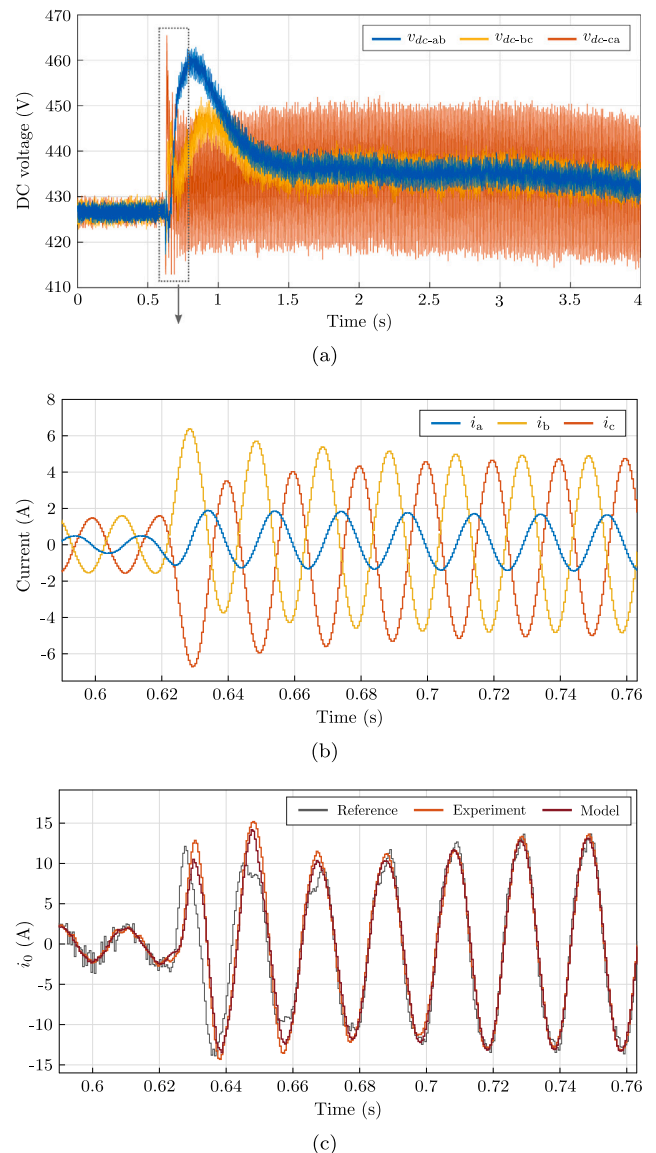 470
460
450
440
430
420
410
DC voltage (V)
v_dc-ab v_dc-bc v_dc-ca
0 0.5 1 1.5 2 2.5 3 3.5 4
Time (s)
(a)
8
6
4
2
0
-2
-4
-6
Current (A)
i_a i_b i_c
0.6 0.62 0.64 0.66 0.68 0.7 0.72 0.74 0.76
Time (s)
(b)
15
10
5
0
-5
-10
-15
i_0 (A)
Reference Experiment Model
0.6 0.62 0.64 0.66 0.68 0.7 0.72 0.74 0.76
Time (s)
(c)